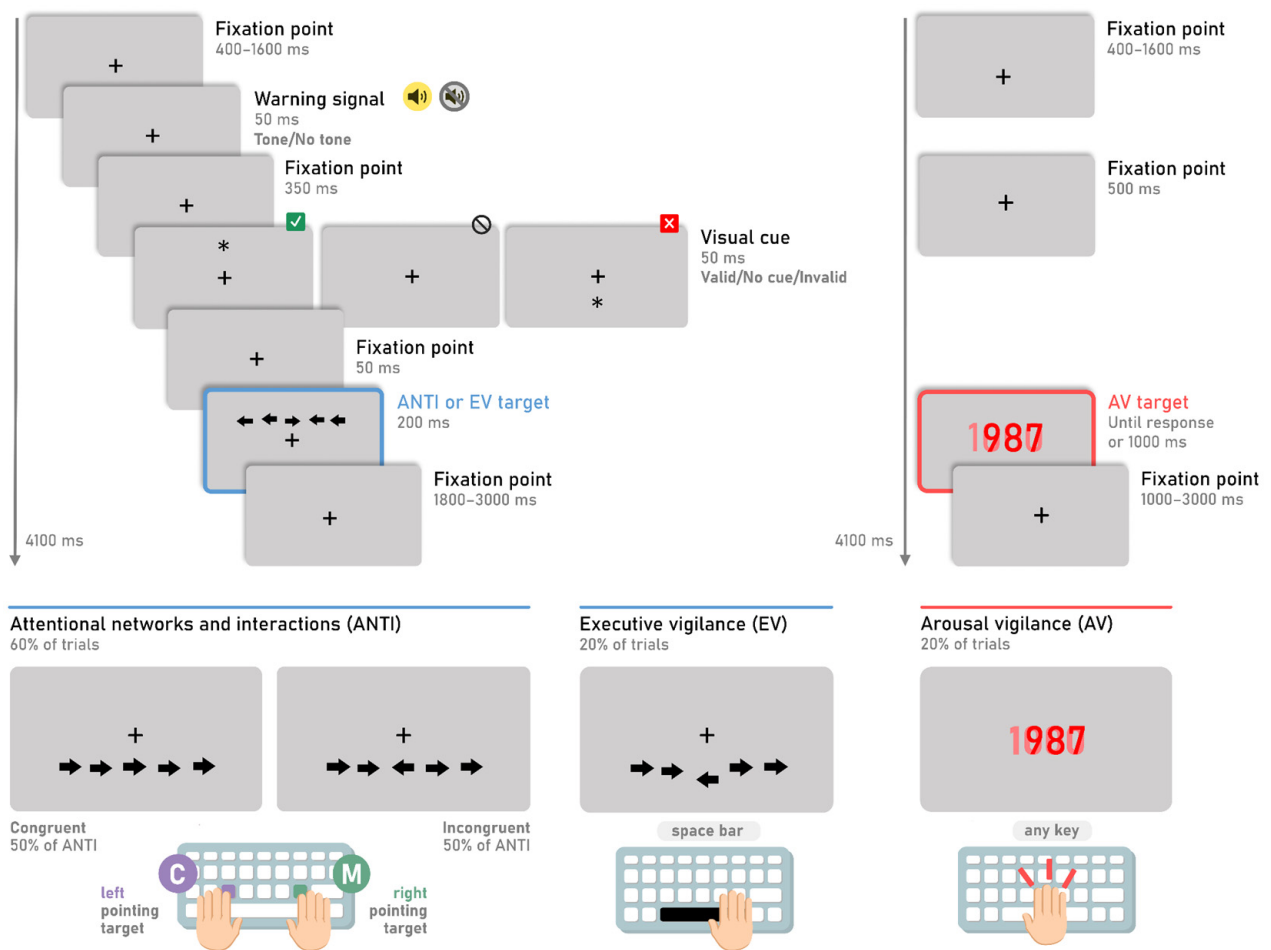 Fixation point
400–1600 ms
Warning signal
50 ms
Tone/No tone
Fixation point
350 ms
*
*
Visual cue
50 ms
Valid/No cue/Invalid
Fixation point
50 ms
ANTI or EV target
200 ms
Fixation point
1800–3000 ms
4100 ms
Fixation point
400–1600 ms
Fixation point
500 ms
AV target
Until response
or 1000 ms
987
Fixation point
1000–3000 ms
4100 ms
Attentional networks and interactions (ANTI)
60% of trials
Congruent
50% of ANTI
Incongruent
50% of ANTI
C
M
left
pointing
target
right
pointing
target
Executive vigilance (EV)
20% of trials
space bar
Arousal vigilance (AV)
20% of trials
987
any key